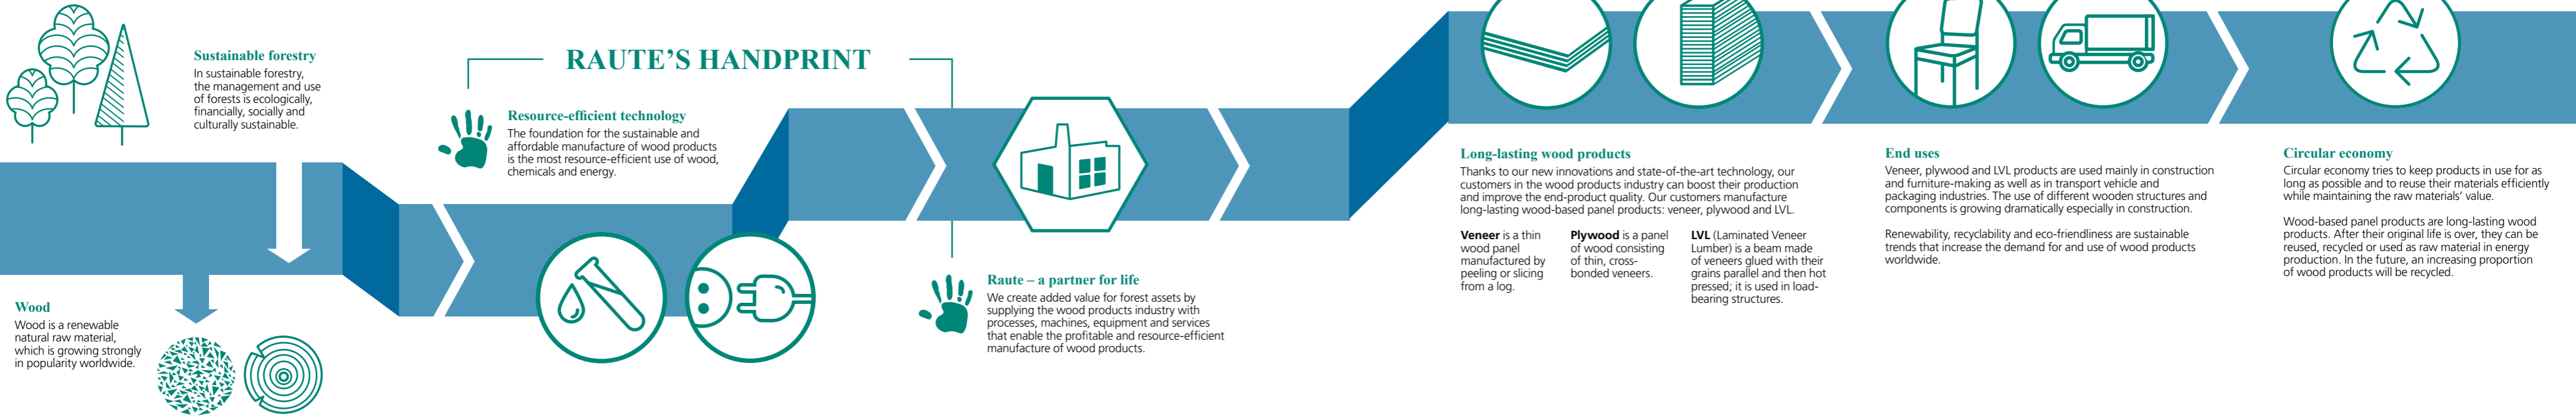 Sustainable forestry
In sustainable forestry,
the management and use
of forests is ecologically,
financially, socially and
culturally sustainable.
Wood
Wood is a renewable
natural raw material,
which is growing strongly
in popularity worldwide.
RAUTE’S HANDPRINT
Resource-efficient technology
The foundation for the sustainable and
affordable manufacture of wood products
is the most resource-efficient use of wood,
chemicals and energy.
Raute – a partner for life
We create added value for forest assets by
supplying the wood products industry with
processes, machines, equipment and services
that enable the profitable and resource-efficient
manufacture of wood products.
Long-lasting wood products
Thanks to our new innovations and state-of-the-art technology, our
customers in the wood products industry can boost their production
and improve the end-product quality. Our customers manufacture
long-lasting wood-based panel products: veneer, plywood and LVL.
Veneer is a thin
wood panel
manufactured by
peeling or slicing
from a log.
Plywood is a panel
of wood consisting
of thin, cross-
bonded veneers.
LVL (Laminated Veneer
Lumber) is a beam made
of veneers glued with their
grains parallel and then hot
pressed; it is used in load-
bearing structures.
End uses
Veneer, plywood and LVL products are used mainly in construction
and furniture-making as well as in transport vehicle and
packaging industries. The use of different wooden structures and
components is growing dramatically especially in construction.
Renewability, recyclability and eco-friendliness are sustainable
trends that increase the demand for and use of wood products
worldwide.
Circular economy
Circular economy tries to keep products in use for as
long as possible and to reuse their materials efficiently
while maintaining the raw materials’ value.
Wood-based panel products are long-lasting wood
products. After their original life is over, they can be
reused, recycled or used as raw material in energy
production. In the future, an increasing proportion
of wood products will be recycled.